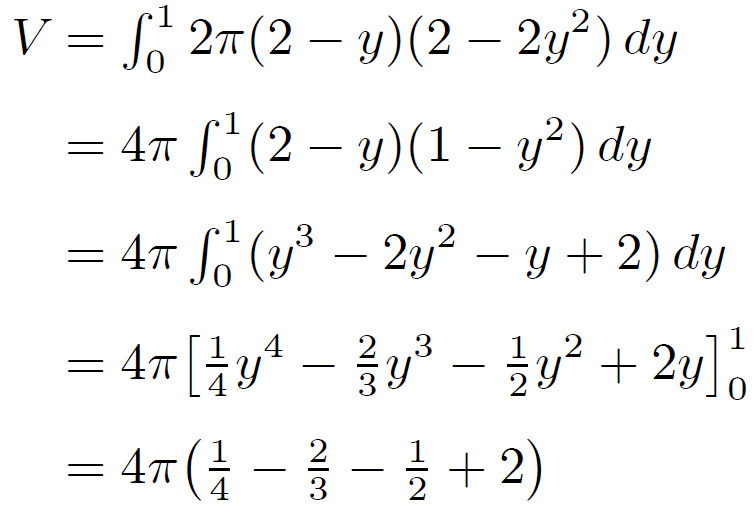 V = ∫₀¹ 2π(2 − y)(2 − 2y²) dy
= 4π ∫₀¹ (2 − y)(1 − y²) dy
= 4π ∫₀¹ (y³ − 2y² − y + 2) dy
= 4π[¼y⁴ − ⅔y³ − ½y² + 2y]₀¹
= 4π(¼ − ⅔ − ½ + 2)